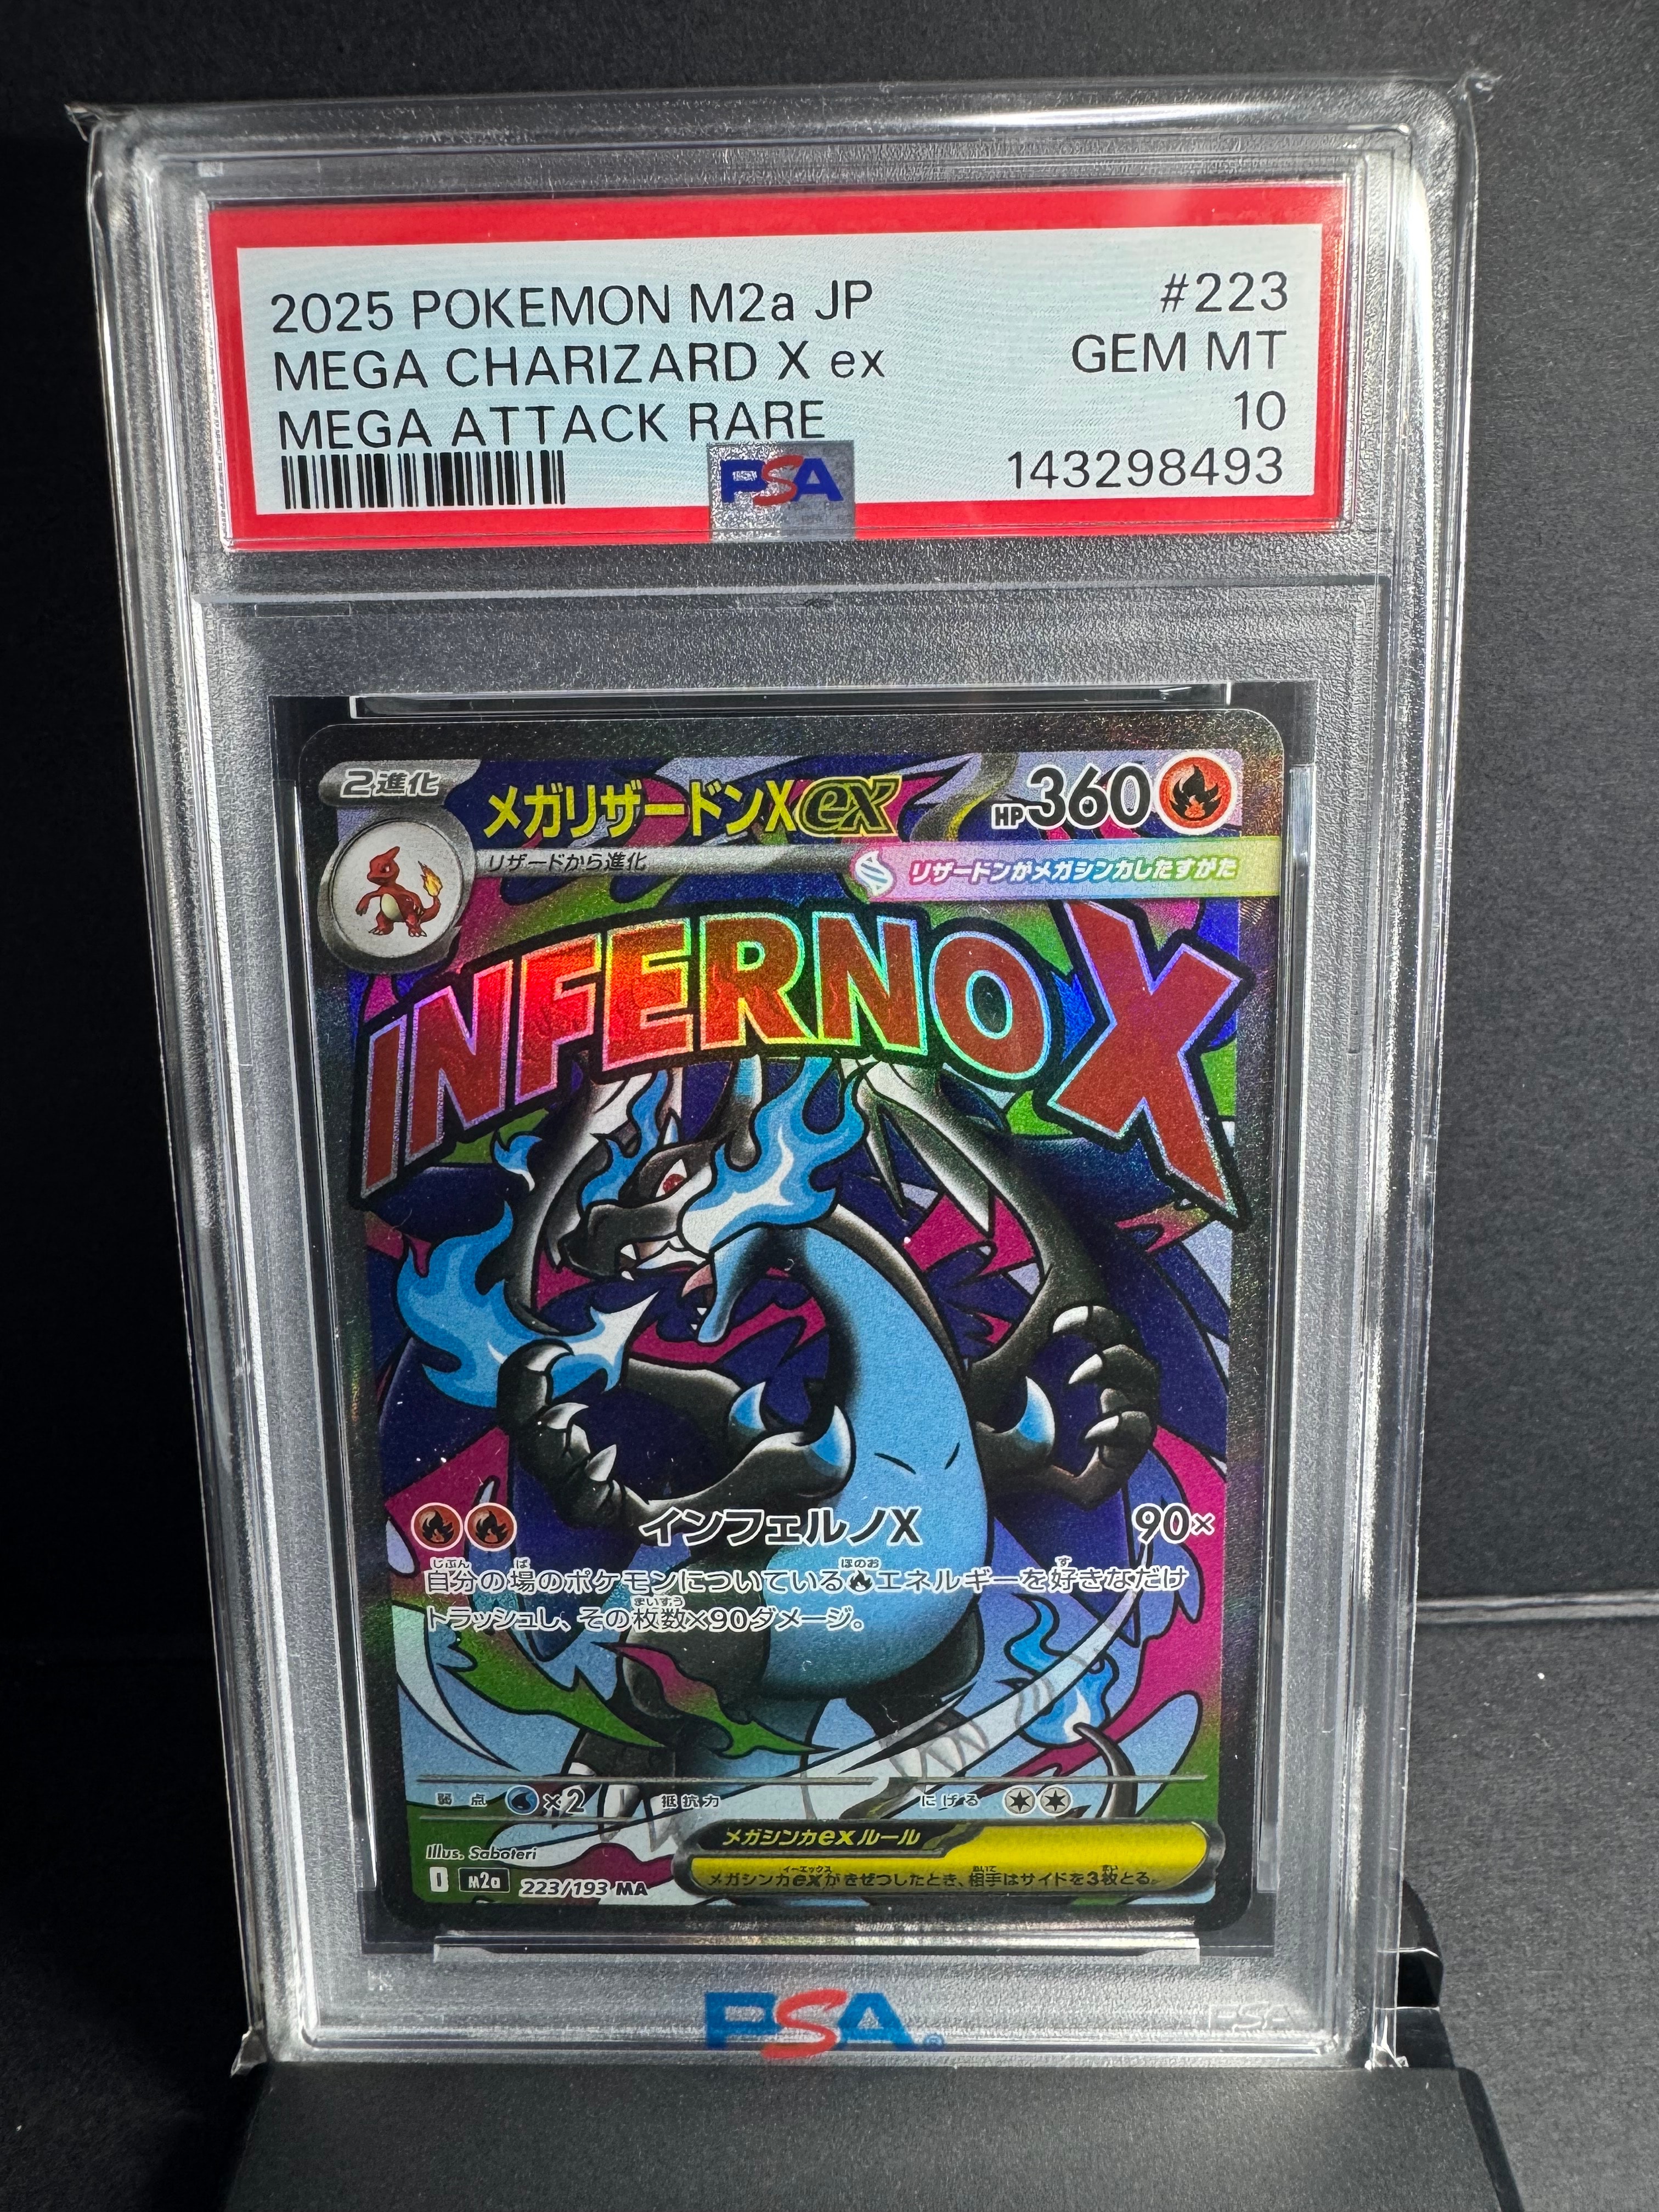 2025 POKEMON M2a JP #223
MEGA CHARIZARD X ex GEM MT
MEGA ATTACK RARE 10
PSA 143298493
2進化 メガリザードンXex HP360
リザードから進化 リザードンがメガシンカしたすがた
INFERNO X
インフェルノX 90×
自分の場のポケモンについているエネルギーを好きなだけ
トラッシュし、その枚数×90ダメージ。
弱点 ×2 抵抗力 にげる
メガシンカexルール
メガシンカexがきぜつしたとき、相手はサイドを3枚とる。
Illus. Saboteri
I M2a 223/193 MA
PSA®